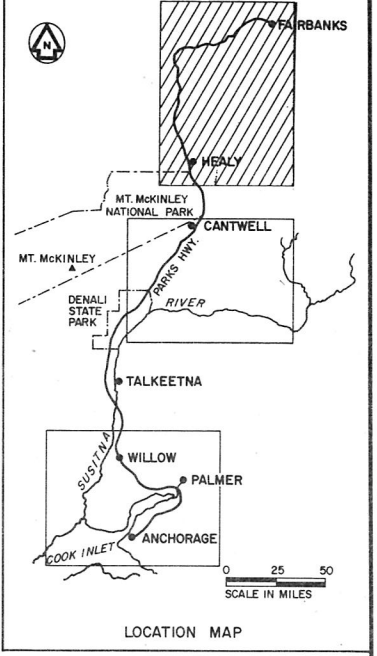 N
FAIRBANKS
HEALY
MT. McKINLEY
NATIONAL PARK
CANTWELL
MT. McKINLEY
PARKS HWY.
DENALI
STATE
PARK
RIVER
TALKEETNA
SUSITNA
WILLOW
PALMER
ANCHORAGE
COOK INLET
0 25 50
SCALE IN MILES
LOCATION MAP